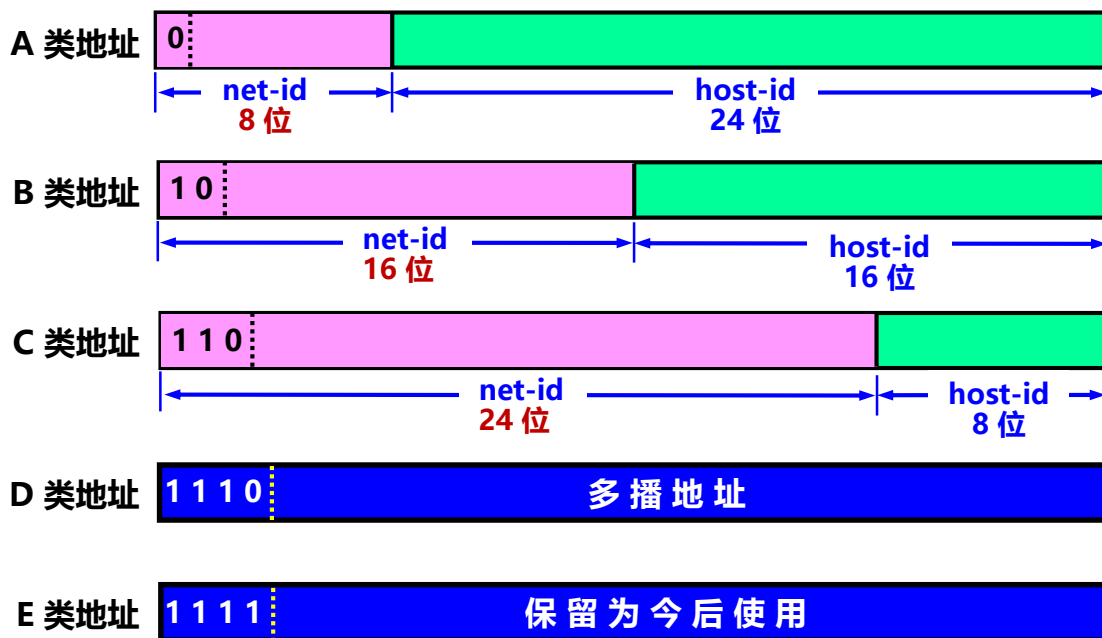 A 类地址
0
net-id
8 位
host-id
24 位
B 类地址
1 0
net-id
16 位
host-id
16 位
C 类地址
1 1 0
net-id
24 位
host-id
8 位
D 类地址
1 1 1 0
多 播 地 址
E 类地址
1 1 1 1
保 留 为 今 后 使 用